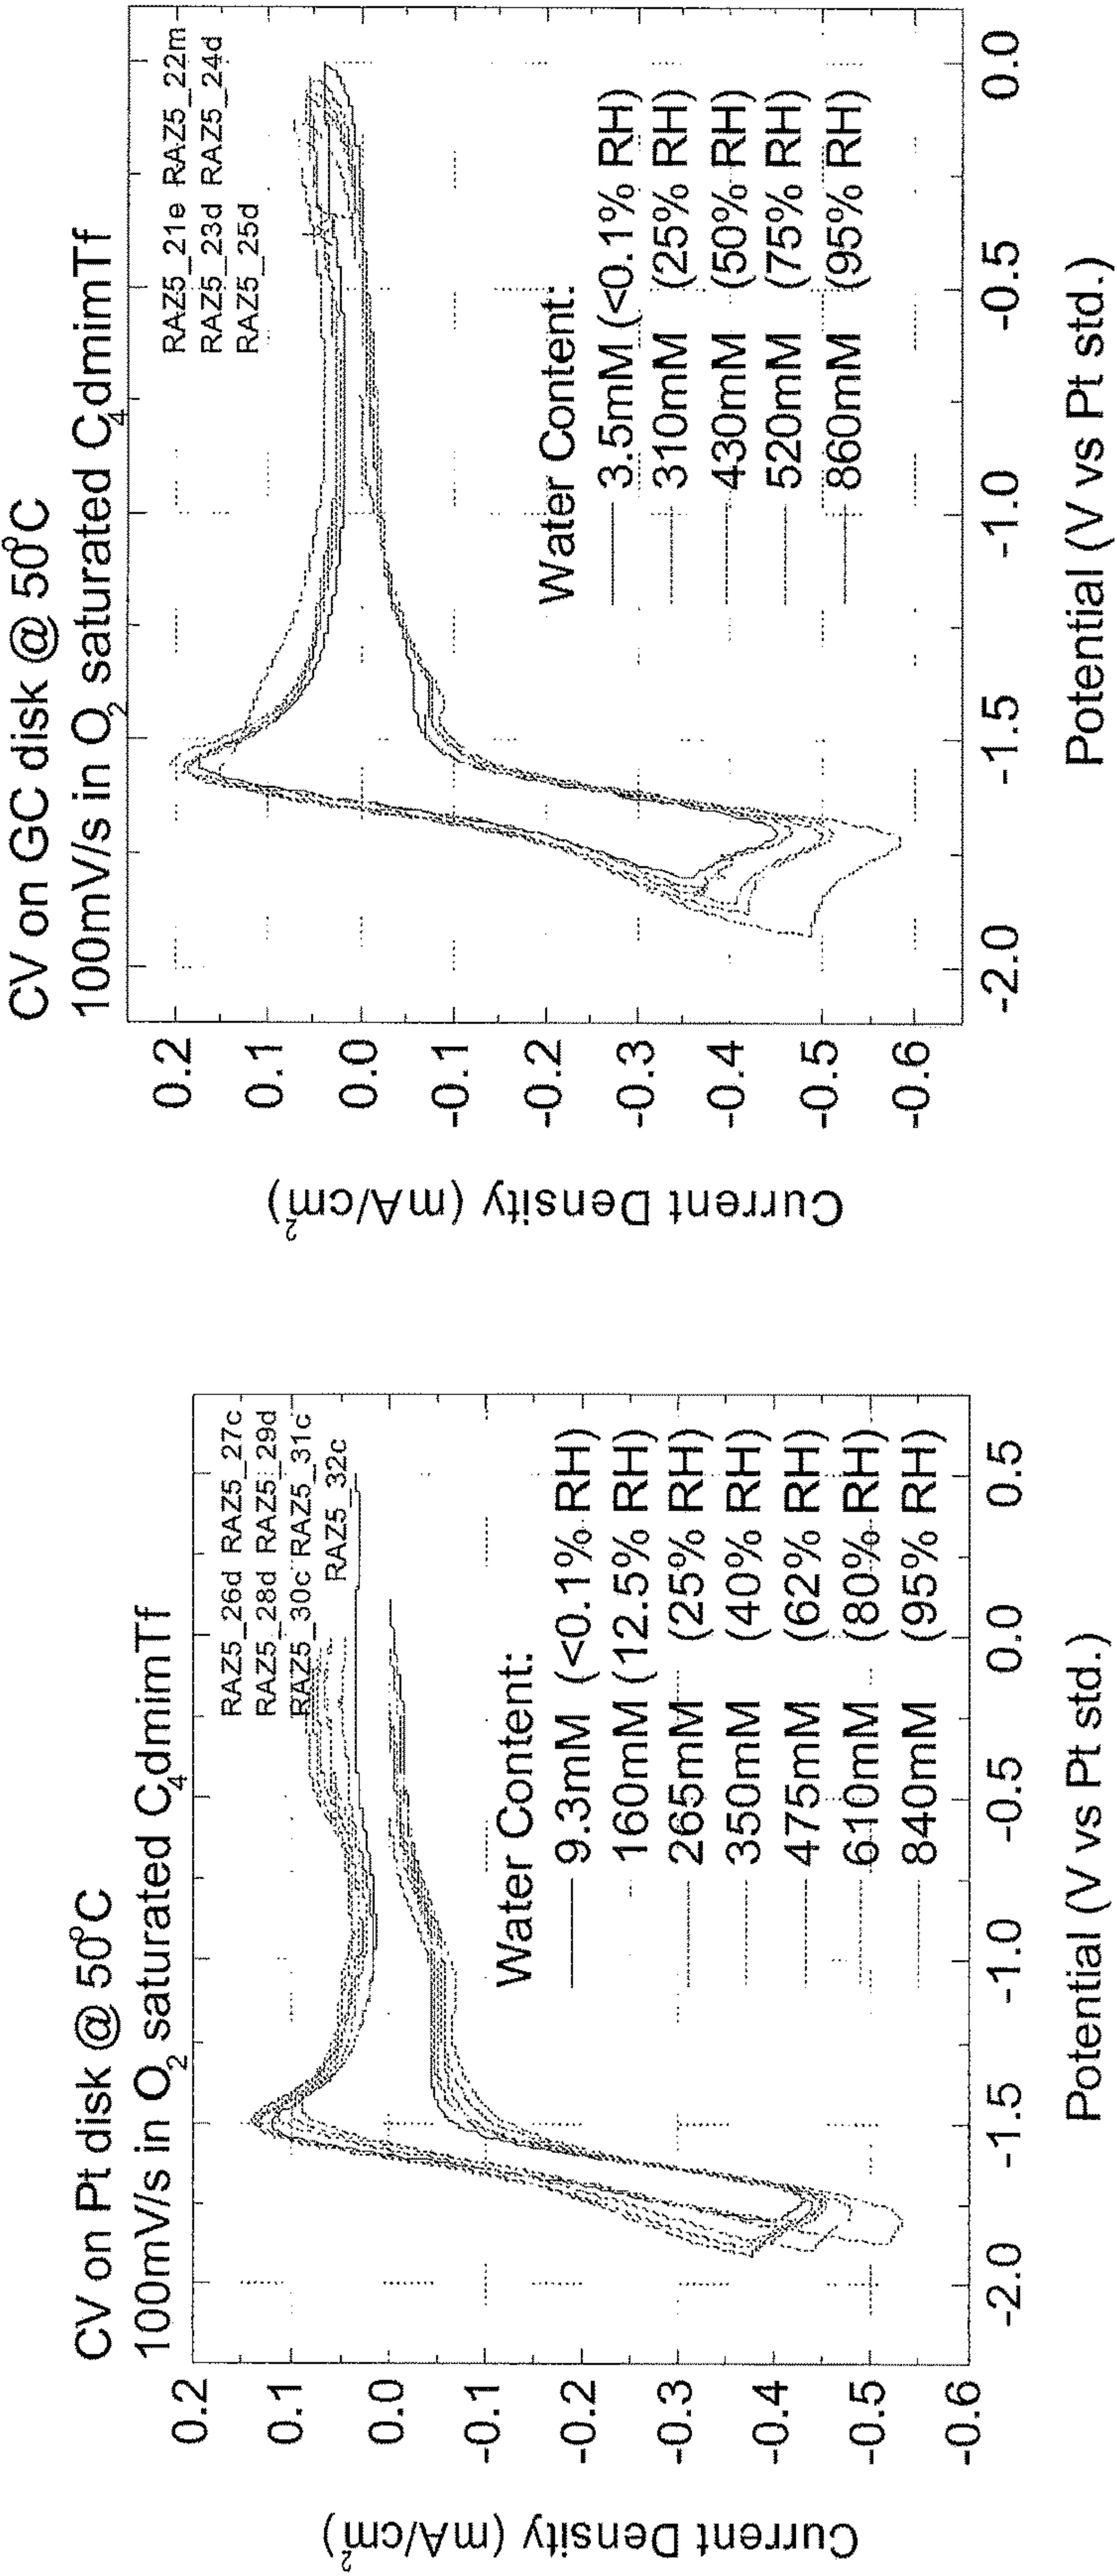 CV on Pt disk @ 50°C
100mV/s in O2 saturated C4dmimTf
RAZ5_26d RAZ5_27c
RAZ5_28d RAZ5_29d
RAZ5_30c RAZ5_31c
RAZ5_32c
0.2
0.1
0.0
-0.1
-0.2
-0.3
-0.4
-0.5
-0.6
Current Density (mA/cm2)
Water Content:
9.3mM (<0.1% RH)
160mM (12.5% RH)
265mM (25% RH)
350mM (40% RH)
475mM (62% RH)
610mM (80% RH)
840mM (95% RH)
-2.0 -1.5 -1.0 -0.5 0.0 0.5
Potential (V vs Pt std.)
CV on GC disk @ 50°C
100mV/s in O2 saturated C4dmimTf
RAZ5_21e RAZ5_22m
RAZ5_23d RAZ5_24d
RAZ5_25d
0.2
0.1
0.0
-0.1
-0.2
-0.3
-0.4
-0.5
-0.6
Current Density (mA/cm2)
Water Content:
3.5mM (<0.1% RH)
310mM (25% RH)
430mM (50% RH)
520mM (75% RH)
860mM (95% RH)
-2.0 -1.5 -1.0 -0.5 0.0
Potential (V vs Pt std.)